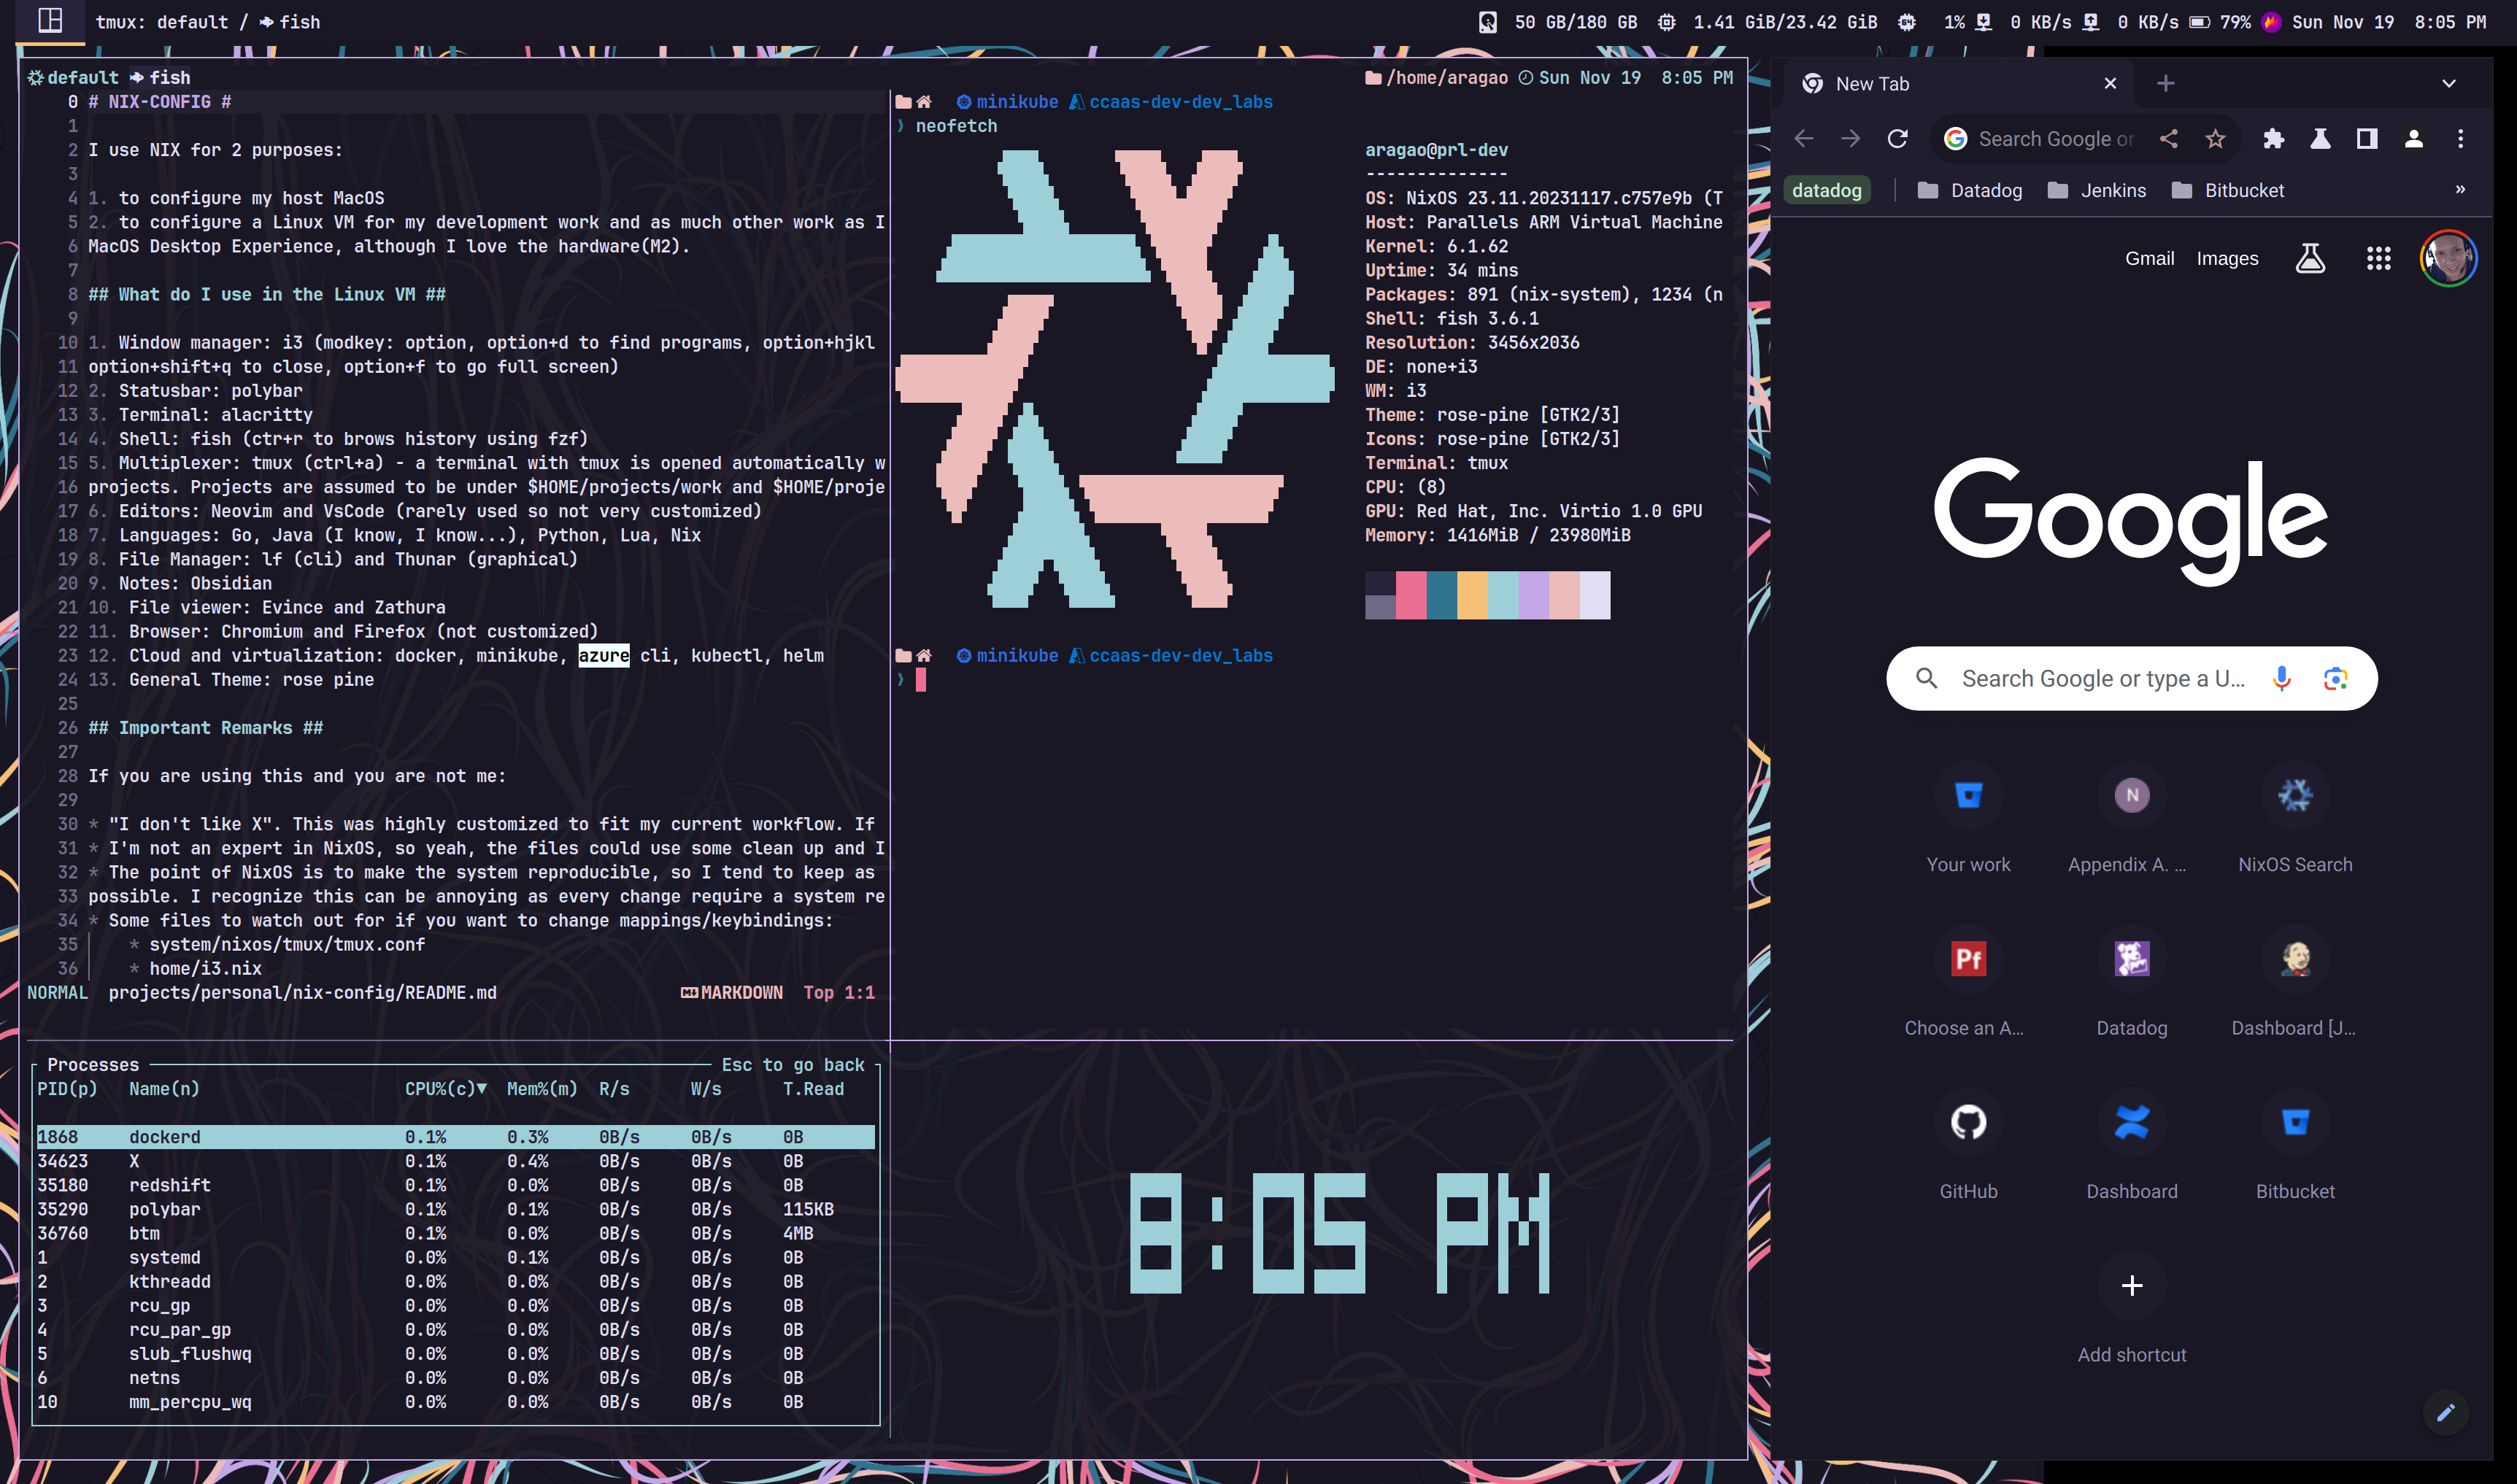 tmux: default / fish
50 GB/180 GB 1.41 GiB/23.42 GiB 1% 0 KB/s 0 KB/s 79% Sun Nov 19 8:05 PM
default fish
/home/aragao Sun Nov 19 8:05 PM
0 # NIX-CONFIG #
1
2 I use NIX for 2 purposes:
3
4 1. to configure my host MacOS
5 2. to configure a Linux VM for my development work and as much other work as I
6 MacOS Desktop Experience, although I love the hardware(M2).
7
8 ## What do I use in the Linux VM ##
9
10 1. Window manager: i3 (modkey: option, option+d to find programs, option+hjkl
11 option+shift+q to close, option+f to go full screen)
12 2. Statusbar: polybar
13 3. Terminal: alacritty
14 4. Shell: fish (ctr+r to brows history using fzf)
15 5. Multiplexer: tmux (ctrl+a) - a terminal with tmux is opened automatically w
16 projects. Projects are assumed to be under $HOME/projects/work and $HOME/proje
17 6. Editors: Neovim and VsCode (rarely used so not very customized)
18 7. Languages: Go, Java (I know, I know...), Python, Lua, Nix
19 8. File Manager: lf (cli) and Thunar (graphical)
20 9. Notes: Obsidian
21 10. File viewer: Evince and Zathura
22 11. Browser: Chromium and Firefox (not customized)
23 12. Cloud and virtualization: docker, minikube, azure cli, kubectl, helm
24 13. General Theme: rose pine
25
26 ## Important Remarks ##
27
28 If you are using this and you are not me:
29
30 * "I don't like X". This was highly customized to fit my current workflow. If
31 * I'm not an expert in NixOS, so yeah, the files could use some clean up and I
32 * The point of NixOS is to make the system reproducible, so I tend to keep as
33 possible. I recognize this can be annoying as every change require a system re
34 * Some files to watch out for if you want to change mappings/keybindings:
35 * system/nixos/tmux/tmux.conf
36 * home/i3.nix
NORMAL projects/personal/nix-config/README.md MARKDOWN Top 1:1
minikube ccaas-dev-dev_labs
❯ neofetch
aragao@prl-dev
--------------
OS: NixOS 23.11.20231117.c757e9b (T
Host: Parallels ARM Virtual Machine
Kernel: 6.1.62
Uptime: 34 mins
Packages: 891 (nix-system), 1234 (n
Shell: fish 3.6.1
Resolution: 3456x2036
DE: none+i3
WM: i3
Theme: rose-pine [GTK2/3]
Icons: rose-pine [GTK2/3]
Terminal: tmux
CPU: (8)
GPU: Red Hat, Inc. Virtio 1.0 GPU
Memory: 1416MiB / 23980MiB
minikube ccaas-dev-dev_labs
❯
Processes Esc to go back
PID(p) Name(n) CPU%(c)▼ Mem%(m) R/s W/s T.Read
1868 dockerd 0.1% 0.3% 0B/s 0B/s 0B
34623 X 0.1% 0.4% 0B/s 0B/s 0B
35180 redshift 0.1% 0.0% 0B/s 0B/s 0B
35290 polybar 0.1% 0.1% 0B/s 0B/s 115KB
36760 btm 0.1% 0.0% 0B/s 0B/s 4MB
1 systemd 0.0% 0.1% 0B/s 0B/s 0B
2 kthreadd 0.0% 0.0% 0B/s 0B/s 0B
3 rcu_gp 0.0% 0.0% 0B/s 0B/s 0B
4 rcu_par_gp 0.0% 0.0% 0B/s 0B/s 0B
5 slub_flushwq 0.0% 0.0% 0B/s 0B/s 0B
6 netns 0.0% 0.0% 0B/s 0B/s 0B
10 mm_percpu_wq 0.0% 0.0% 0B/s 0B/s 0B
8:05 PM
New Tab
Search Google or
datadog Datadog Jenkins Bitbucket »
Gmail Images
Google
Search Google or type a U...
N
Your work Appendix A. ... NixOS Search
Pf
Choose an A... Datadog Dashboard [J...
GitHub Dashboard Bitbucket
Add shortcut